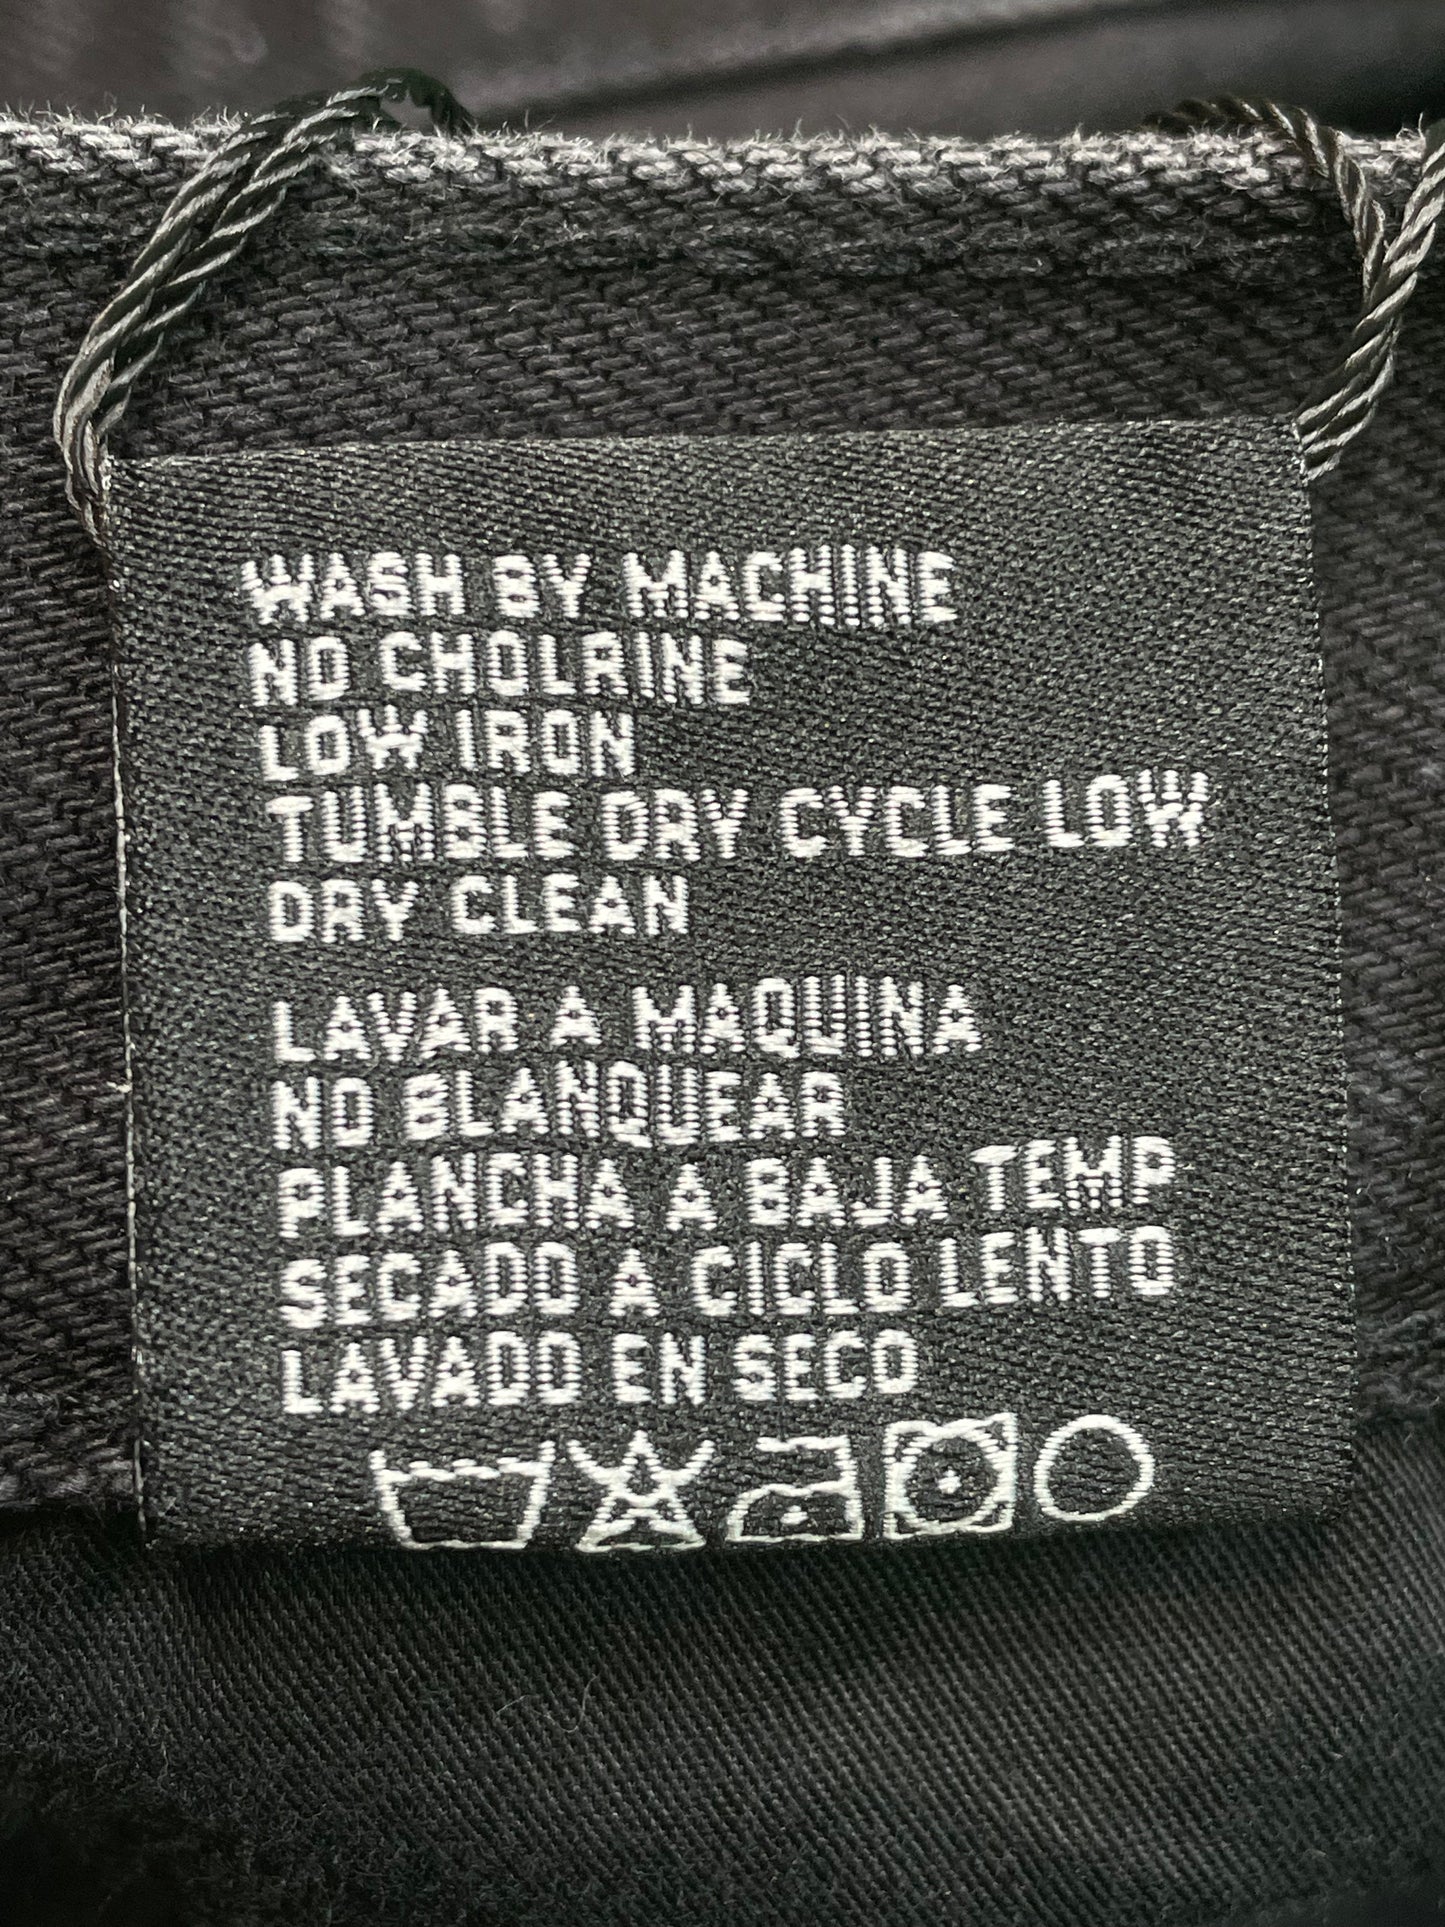 WASH BY MACHINE
NO CHOLRINE
LOW IRON
TUMBLE DRY CYCLE LOW
DRY CLEAN
LAVAR A MAQUINA
NO BLANQUEAR
PLANCHA A BAJA TEMP
SECADO A CICLO LENTO
LAVADO EN SECO